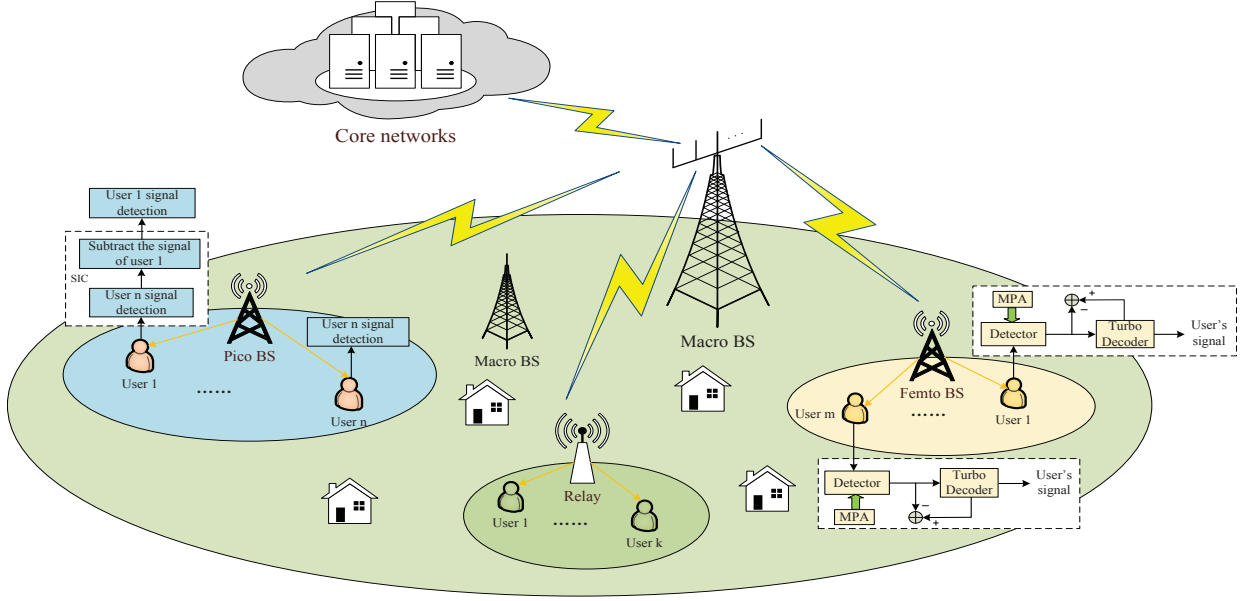 Core networks
. . .
User 1 signal
detection
Subtract the signal
of user 1
SIC
User n signal
detection
Pico BS
User 1
......
User n signal
detection
User n
Macro BS
Macro BS
Relay
User 1
......
User k
Femto BS
User m
......
User 1
MPA
Detector
+
−
Turbo
Decoder
User's
signal
Detector
MPA
−
+
Turbo
Decoder
User's
signal